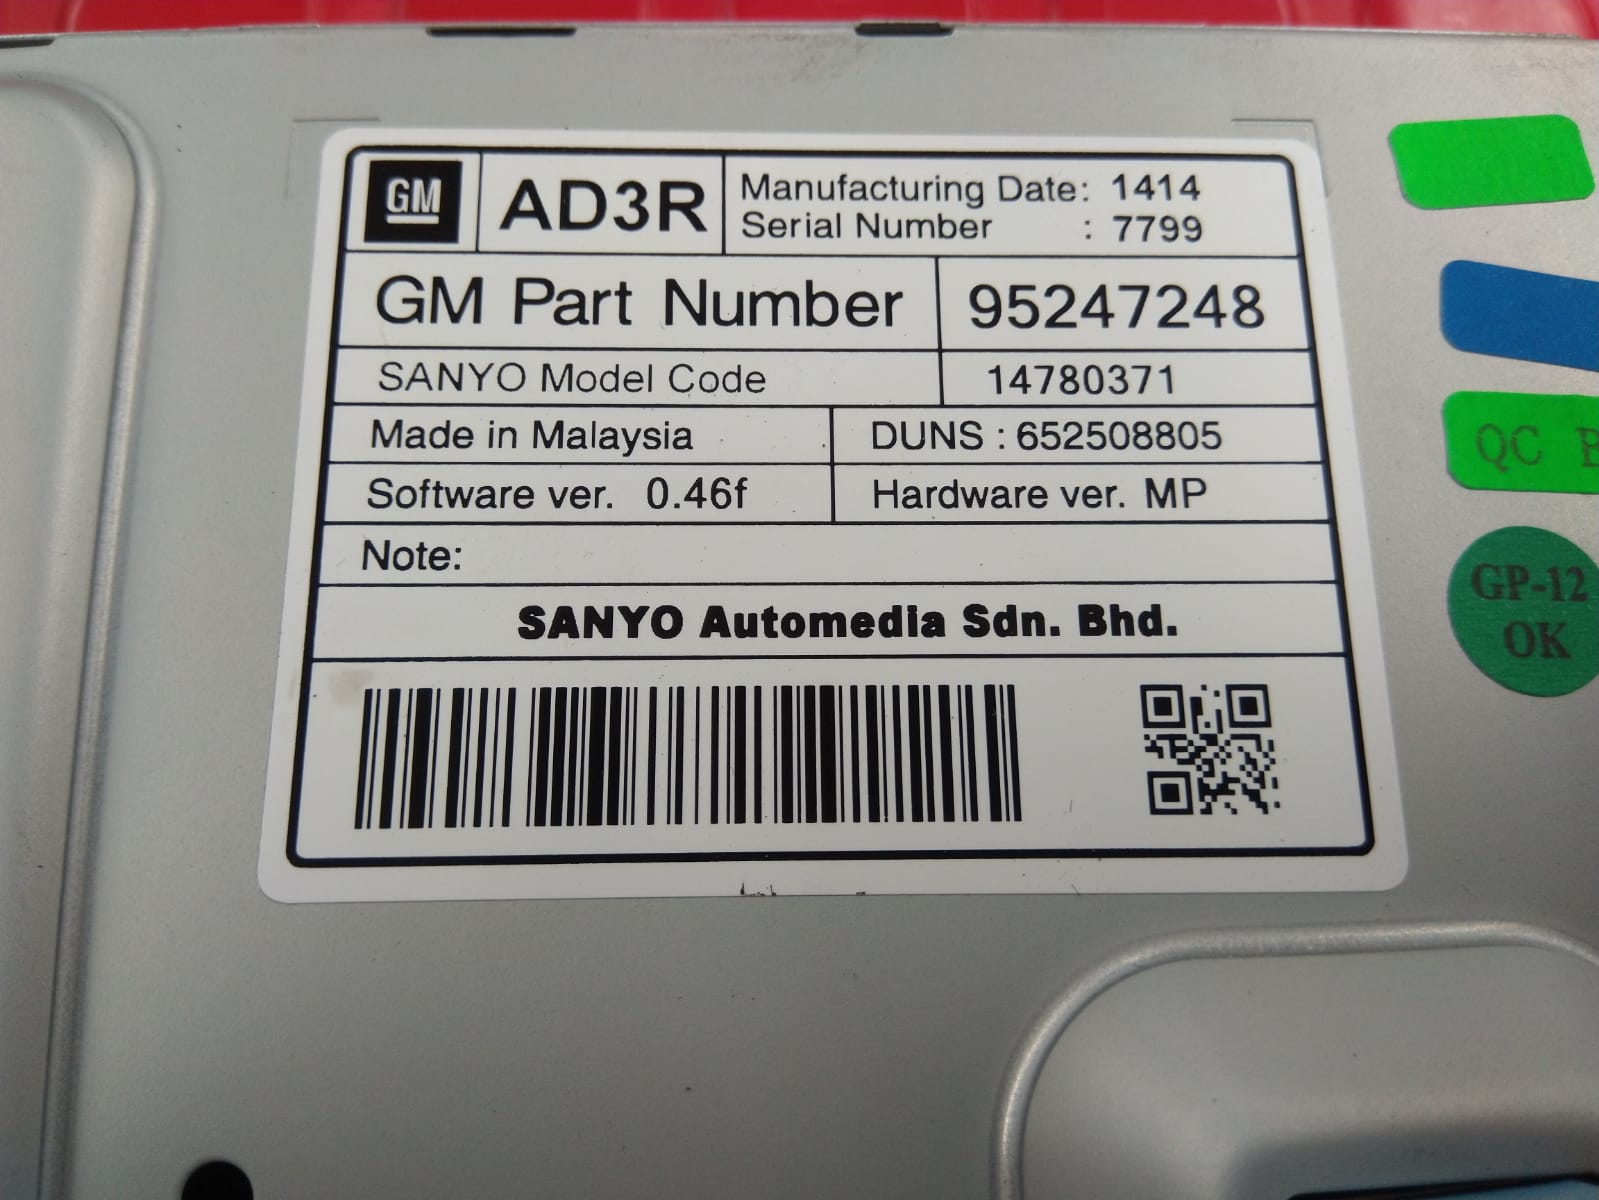 GM
AD3R
Manufacturing Date: 1414
Serial Number : 7799
GM Part Number 95247248
SANYO Model Code 14780371
Made in Malaysia DUNS : 652508805
Software ver. 0.46f Hardware ver. MP
Note:
SANYO Automedia Sdn. Bhd.
QC
GP-12
OK